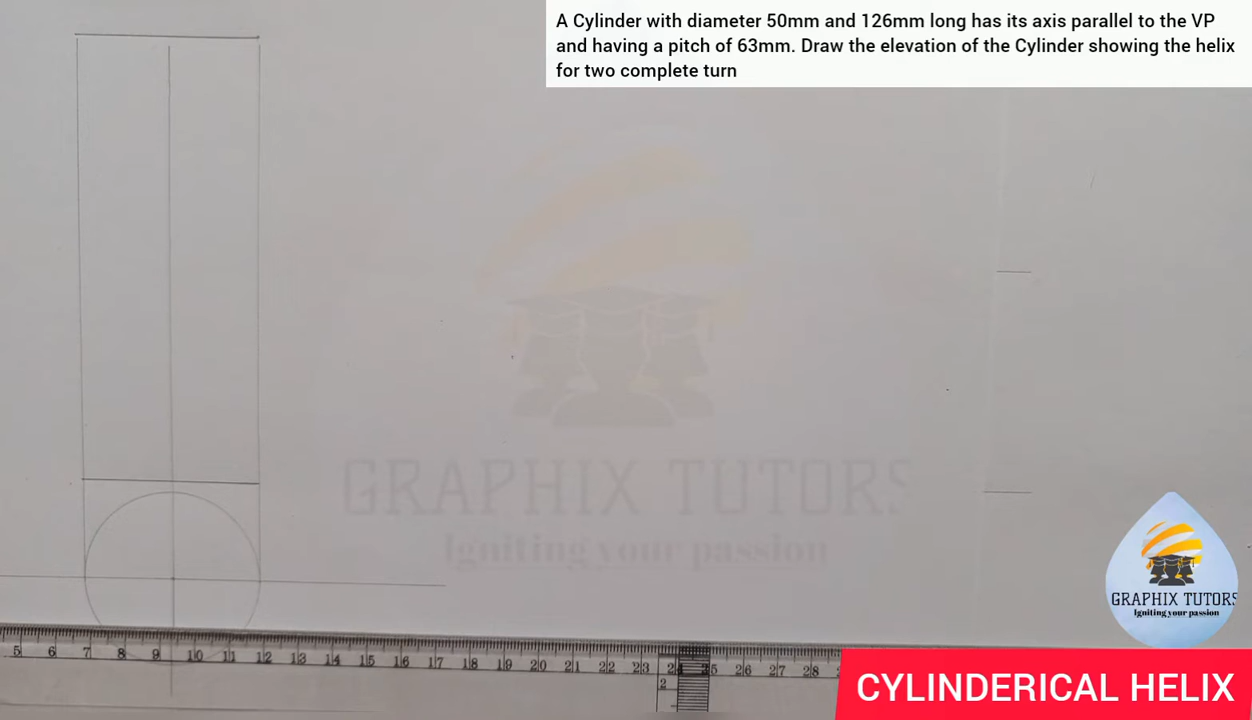 A Cylinder with diameter 50mm and 126mm long has its axis parallel to the VP
and having a pitch of 63mm. Draw the elevation of the Cylinder showing the helix
for two complete turn
GRAPHIX TUTORS
Igniting your passion
GRAPHIX TUTORS
Igniting your passion
5 6 7 8 9 10 11 12 13 14 15 16 17 18 19 20 21 22 23 24 25 26 27 28
2
CYLINDERICAL HELIX